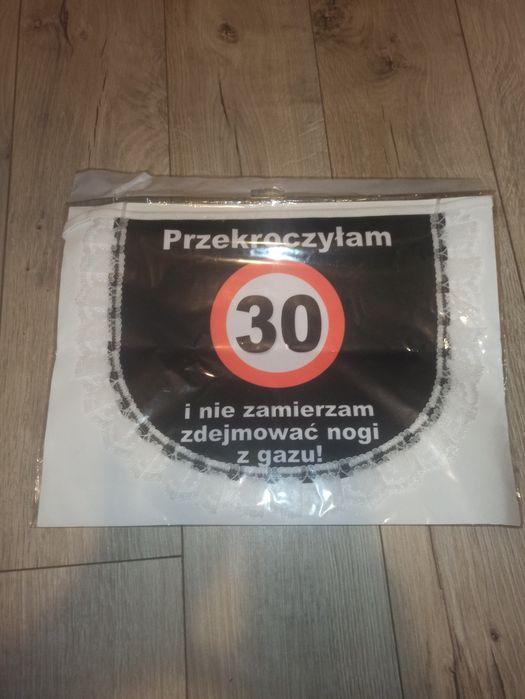 Przekroczyłam
30
i nie zamierzam
zdejmować nogi
z gazu!